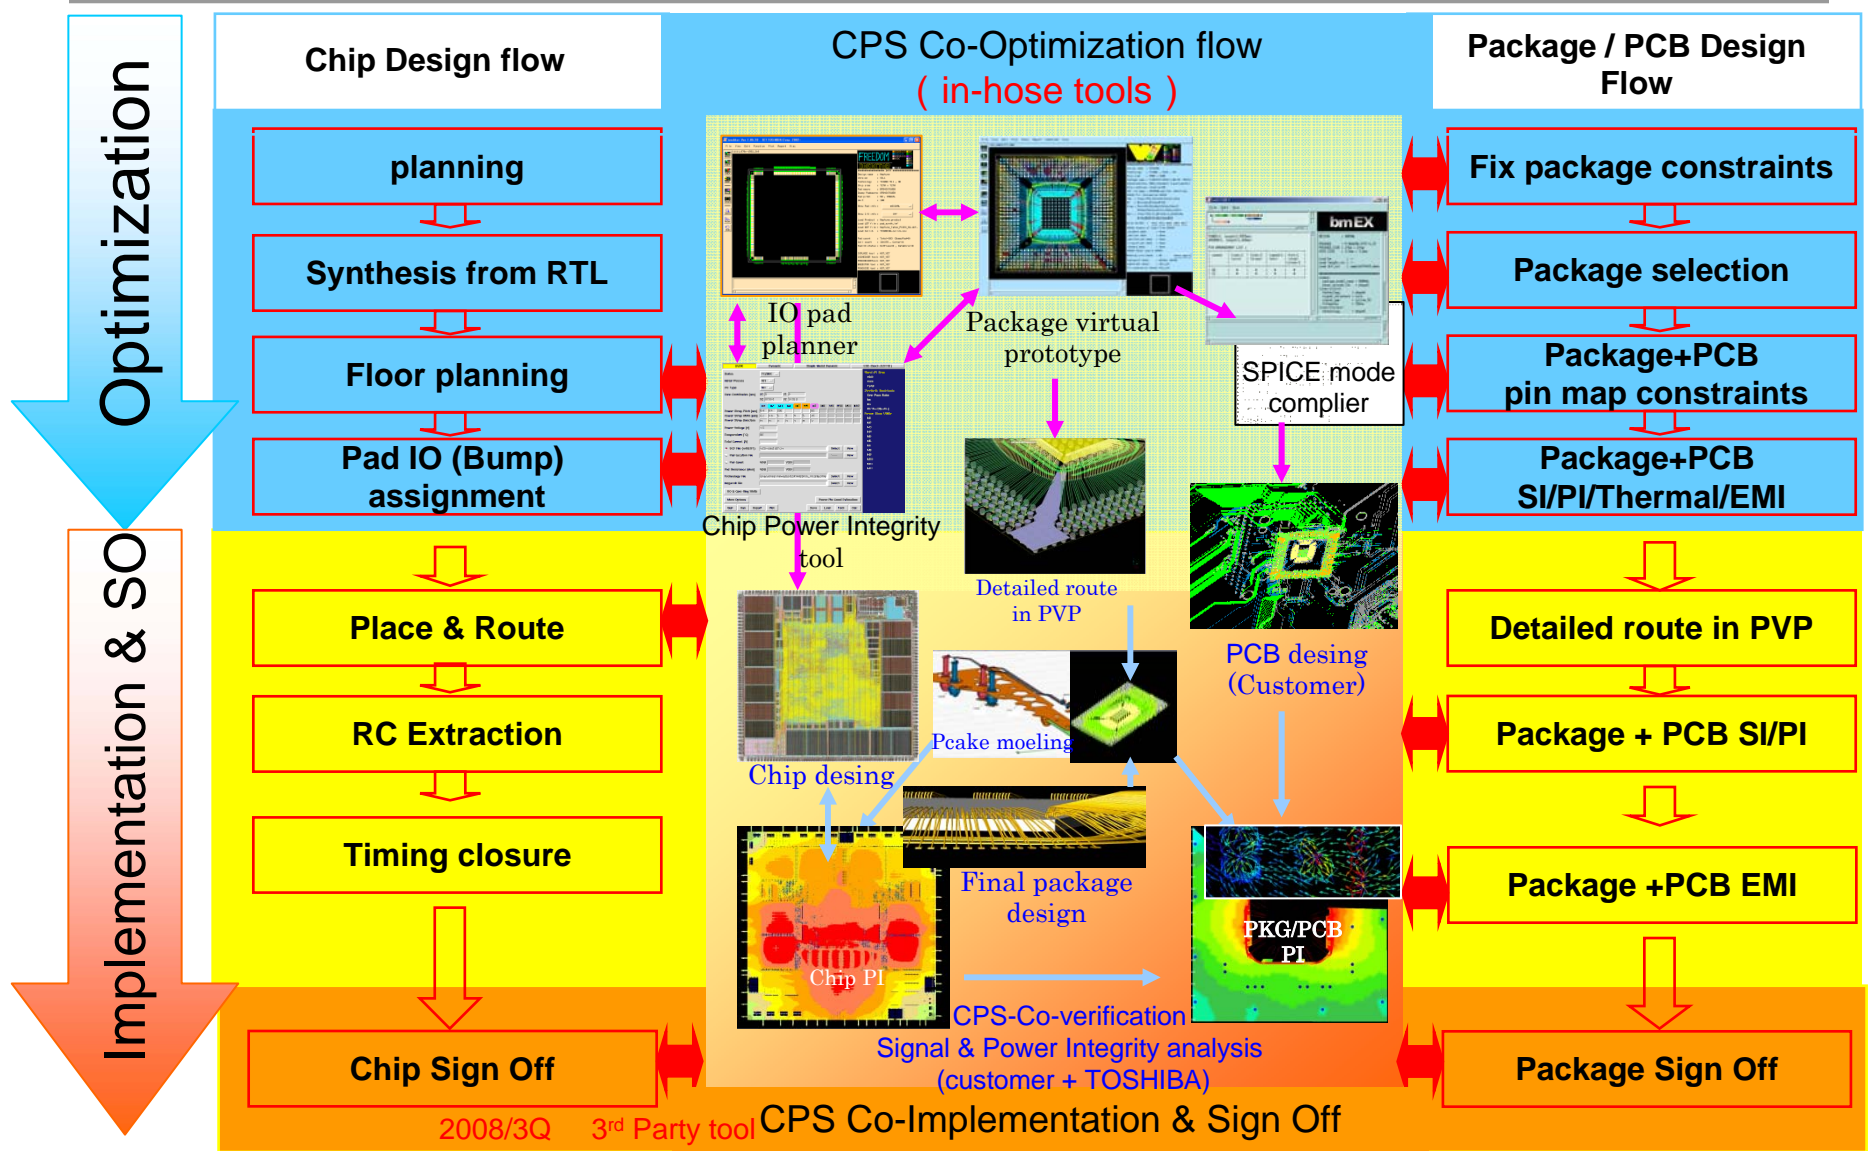 Chip Design flow
CPS Co-Optimization flow
( in-hose tools )
Package / PCB Design
Flow
Optimization
Implementation & SO
planning
Synthesis from RTL
Floor planning
Pad IO (Bump)
assignment
Place & Route
RC Extraction
Timing closure
Chip Sign Off
FREEDOM
bmEX
IO pad
planner
Package virtual
prototype
SPICE mode
complier
Chip Power Integrity
tool
Detailed route
in PVP
PCB desing
(Customer)
Pcake moeling
Chip desing
Final package
design
Chip PI
PKG/PCB
PI
CPS-Co-verification
Signal & Power Integrity analysis
(customer + TOSHIBA)
Fix package constraints
Package selection
Package+PCB
pin map constraints
Package+PCB
SI/PI/Thermal/EMI
Detailed route in PVP
Package + PCB SI/PI
Package +PCB EMI
Package Sign Off
2008/3Q 3rd Party tool
CPS Co-Implementation & Sign Off